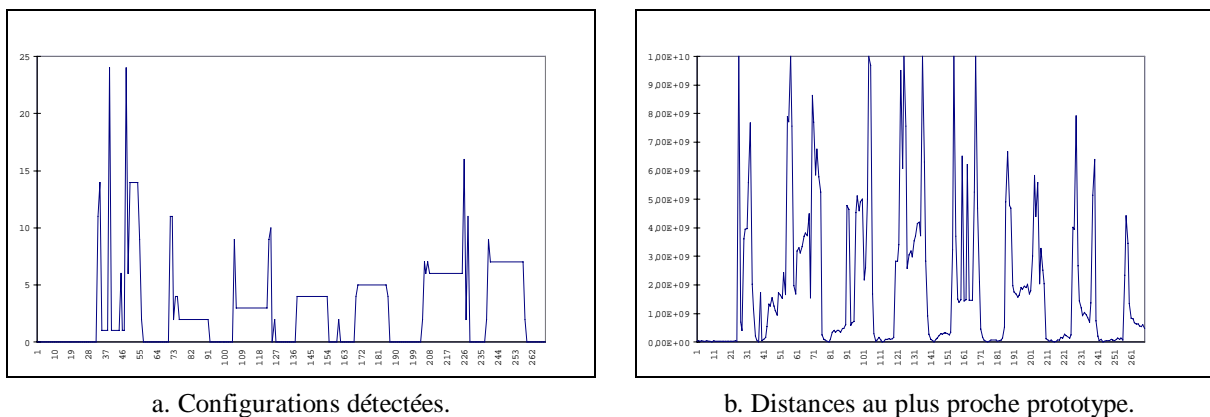 25
20
15
10
5
0
1 10 19 28 37 46 55 64 73 82 91 100 109 118 127 136 145 154 163 172 181 190 199 208 217 226 235 244 253 262
1,00E+10
9,00E+09
8,00E+09
7,00E+09
6,00E+09
5,00E+09
4,00E+09
3,00E+09
2,00E+09
1,00E+09
0,00E+00
1 11 21 31 41 51 61 71 81 91 101 111 121 131 141 151 161 171 181 191 201 211 221 231 241 251 261
a. Configurations détectées.
b. Distances au plus proche prototype.